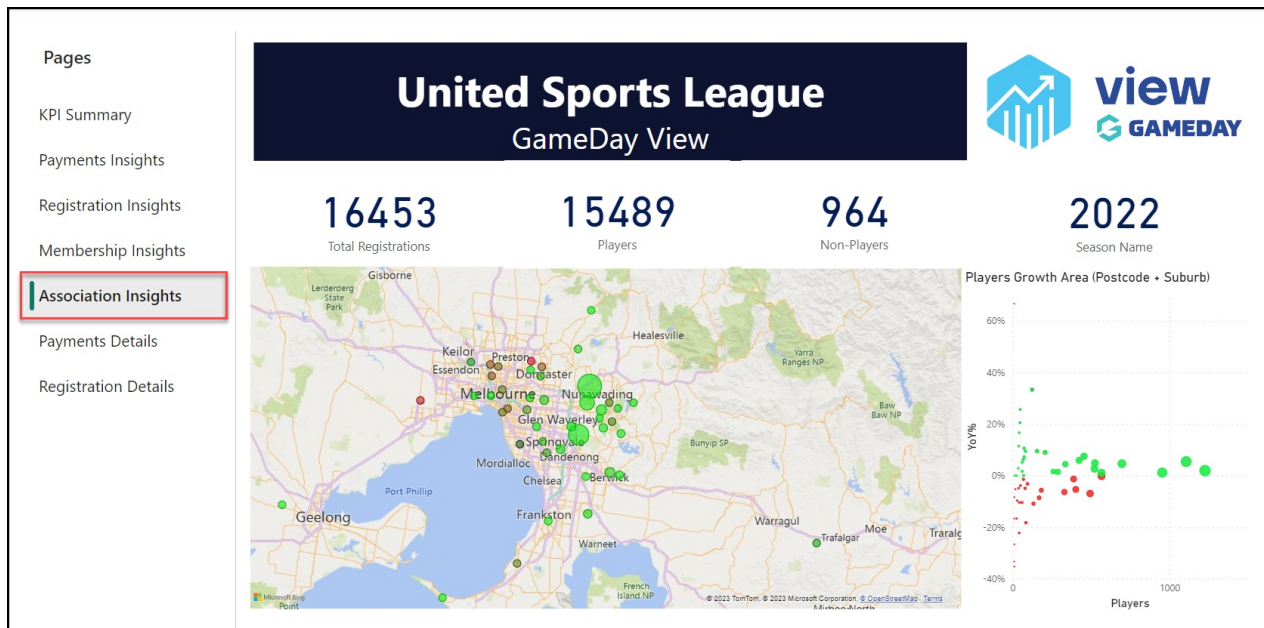 Pages
KPI Summary
Payments Insights
Registration Insights
Membership Insights
Association Insights
Payments Details
Registration Details
United Sports League
GameDay View
view
GAMEDAY
16453
Total Registrations
15489
Players
964
Non-Players
2022
Season Name
Gisborne
Lerderderg
State
Park
Healesville
Keilor
Preston
Essendon
Doncaster
Yarra
Ranges NP
Melbourne
Nunawading
Baw
Baw NP
Glen Waverley
Springvale
Bunyip SP
Mordialloc
Dandenong
Chelsea
Berwick
Port Phillip
Geelong
Frankston
Warragul
Moe
Trafalgar
Traralg
Warneet
French
Island NP
Microsoft Bing
Point
© 2023 TomTom, © 2023 Microsoft Corporation, © OpenStreetMap Terms
Mirboo North
Players Growth Area (Postcode + Suburb)
YoY%
60%
40%
20%
0%
-20%
-40%
0
1000
Players